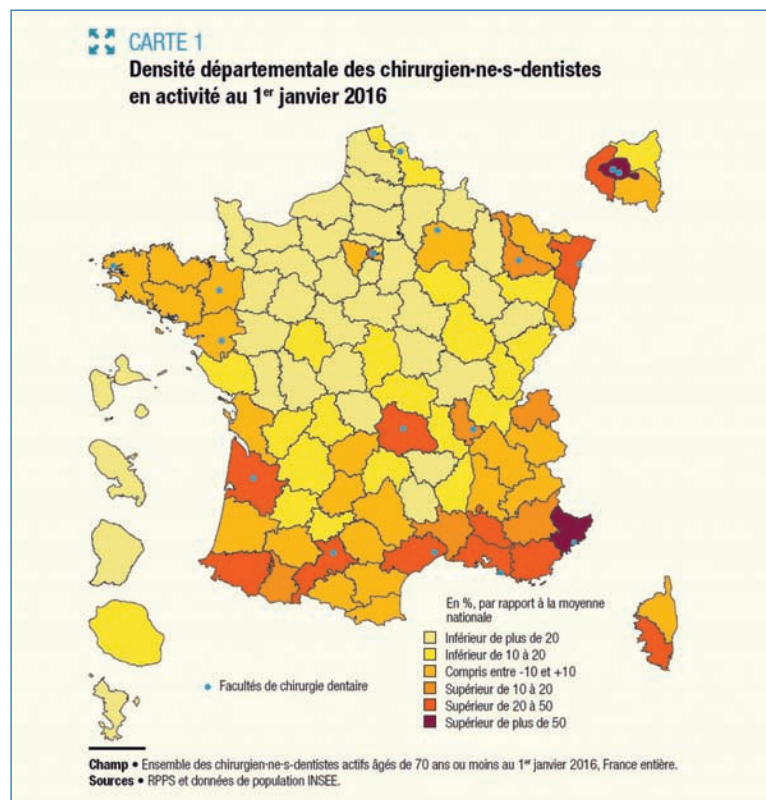 CARTE 1
Densité départementale des chirurgien·ne·s-dentistes
en activité au 1er janvier 2016
En %, par rapport à la moyenne
nationale
Inférieur de plus de 20
Inférieur de 10 à 20
Compris entre -10 et +10
Supérieur de 10 à 20
Supérieur de 20 à 50
Supérieur de plus de 50
Facultés de chirurgie dentaire
Champ • Ensemble des chirurgien·ne·s-dentistes actifs âgés de 70 ans ou moins au 1er janvier 2016, France entière.
Sources • RPPS et données de population INSEE.